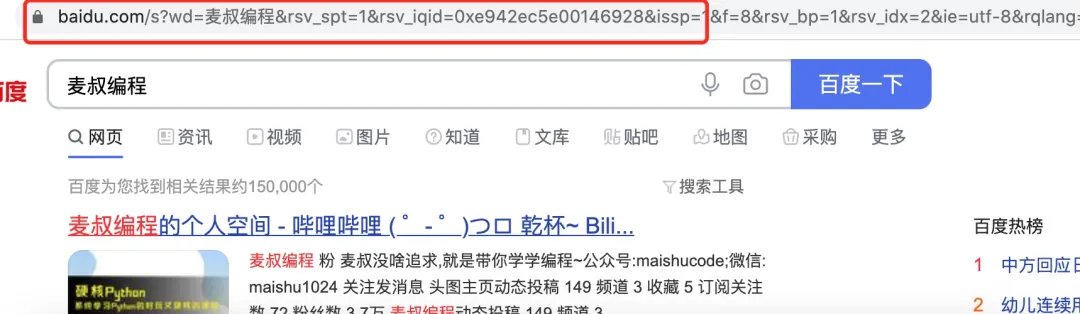 baidu.com/s?wd=麦叔编程&rsv_spt=1&rsv_iqid=0xe942ec5e00146928&issp=1&f=8&rsv_bp=1&rsv_idx=2&ie=utf-8&rqlang=
百度
麦叔编程
百度一下
网页 资讯 视频 图片 知道 文库 贴吧 地图 采购 更多
百度为您找到相关结果约150,000个
搜索工具
麦叔编程的个人空间 - 哔哩哔哩 ( ゜- ゜)つロ 乾杯~ Bili...
百度热榜
硬核Python
麦叔编程 粉 麦叔没啥追求,就是带你学学编程~公众号:maishucode;微信:
maishu1024 关注发消息 头图主页动态投稿 149 频道 3 收藏 5 订阅关注
数 72 粉丝数 3.7万 麦叔编程动态投稿 149 频道 3
1 中方回应日
2 幼儿连续用